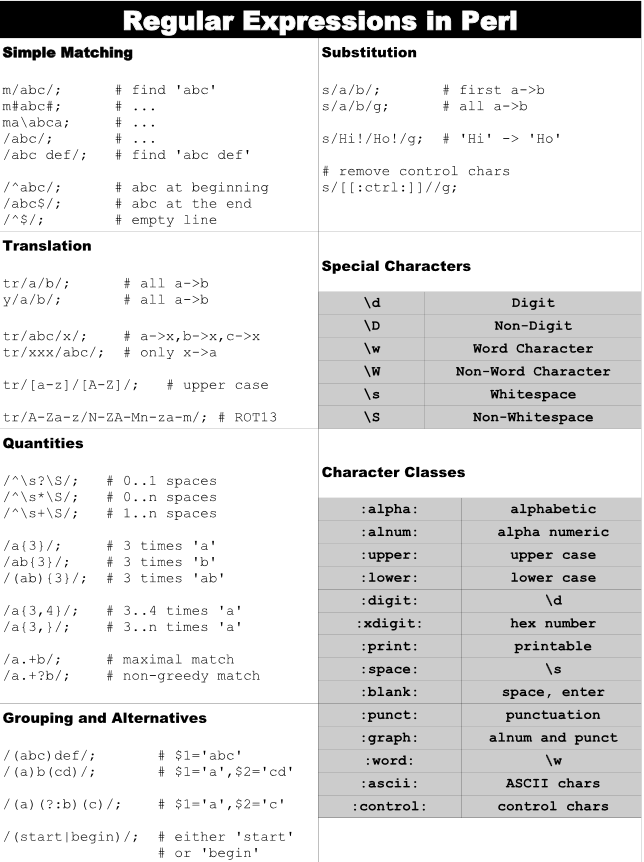 Regular Expressions in Perl
Simple Matching
m/abc/;       # find 'abc'
m#abc#;       # ...
ma\abca;      # ...
/abc/;        # ...
/abc def/;    # find 'abc def'
/^abc/;       # abc at beginning
/abc$/;       # abc at the end
/^$/;         # empty line
Translation
tr/a/b/;       # all a->b
y/a/b/;        # all a->b
tr/abc/x/;     # a->x,b->x,c->x
tr/xxx/abc/;   # only x->a
tr/[a-z]/[A-Z]/;   # upper case
tr/A-Za-z/N-ZA-Mn-za-m/; # ROT13
Quantities
/^\s?\S/;    # 0..1 spaces
/^\s*\S/;    # 0..n spaces
/^\s+\S/;    # 1..n spaces
/a{3}/;      # 3 times 'a'
/ab{3}/;     # 3 times 'b'
/(ab){3}/;   # 3 times 'ab'
/a{3,4}/;    # 3..4 times 'a'
/a{3,}/;     # 3..n times 'a'
/a.+b/;      # maximal match
/a.+?b/;     # non-greedy match
Grouping and Alternatives
/(abc)def/;        # $1='abc'
/(a)b(cd)/;        # $1='a',$2='cd'
/(a)(?:b)(c)/;     # $1='a',$2='c'
/(start|begin)/;   # either 'start'
# or 'begin'
Substitution
s/a/b/;        # first a->b
s/a/b/g;       # all a->b
s/Hi!/Ho!/g;   # 'Hi' -> 'Ho'
# remove control chars
s/[[:ctrl:]]//g;
Special Characters
\d Digit
\D Non-Digit
\w Word Character
\W Non-Word Character
\s Whitespace
\S Non-Whitespace
Character Classes
:alpha: alphabetic
:alnum: alpha numeric
:upper: upper case
:lower: lower case
:digit: \d
:xdigit: hex number
:print: printable
:space: \s
:blank: space, enter
:punct: punctuation
:graph: alnum and punct
:word: \w
:ascii: ASCII chars
:control: control chars